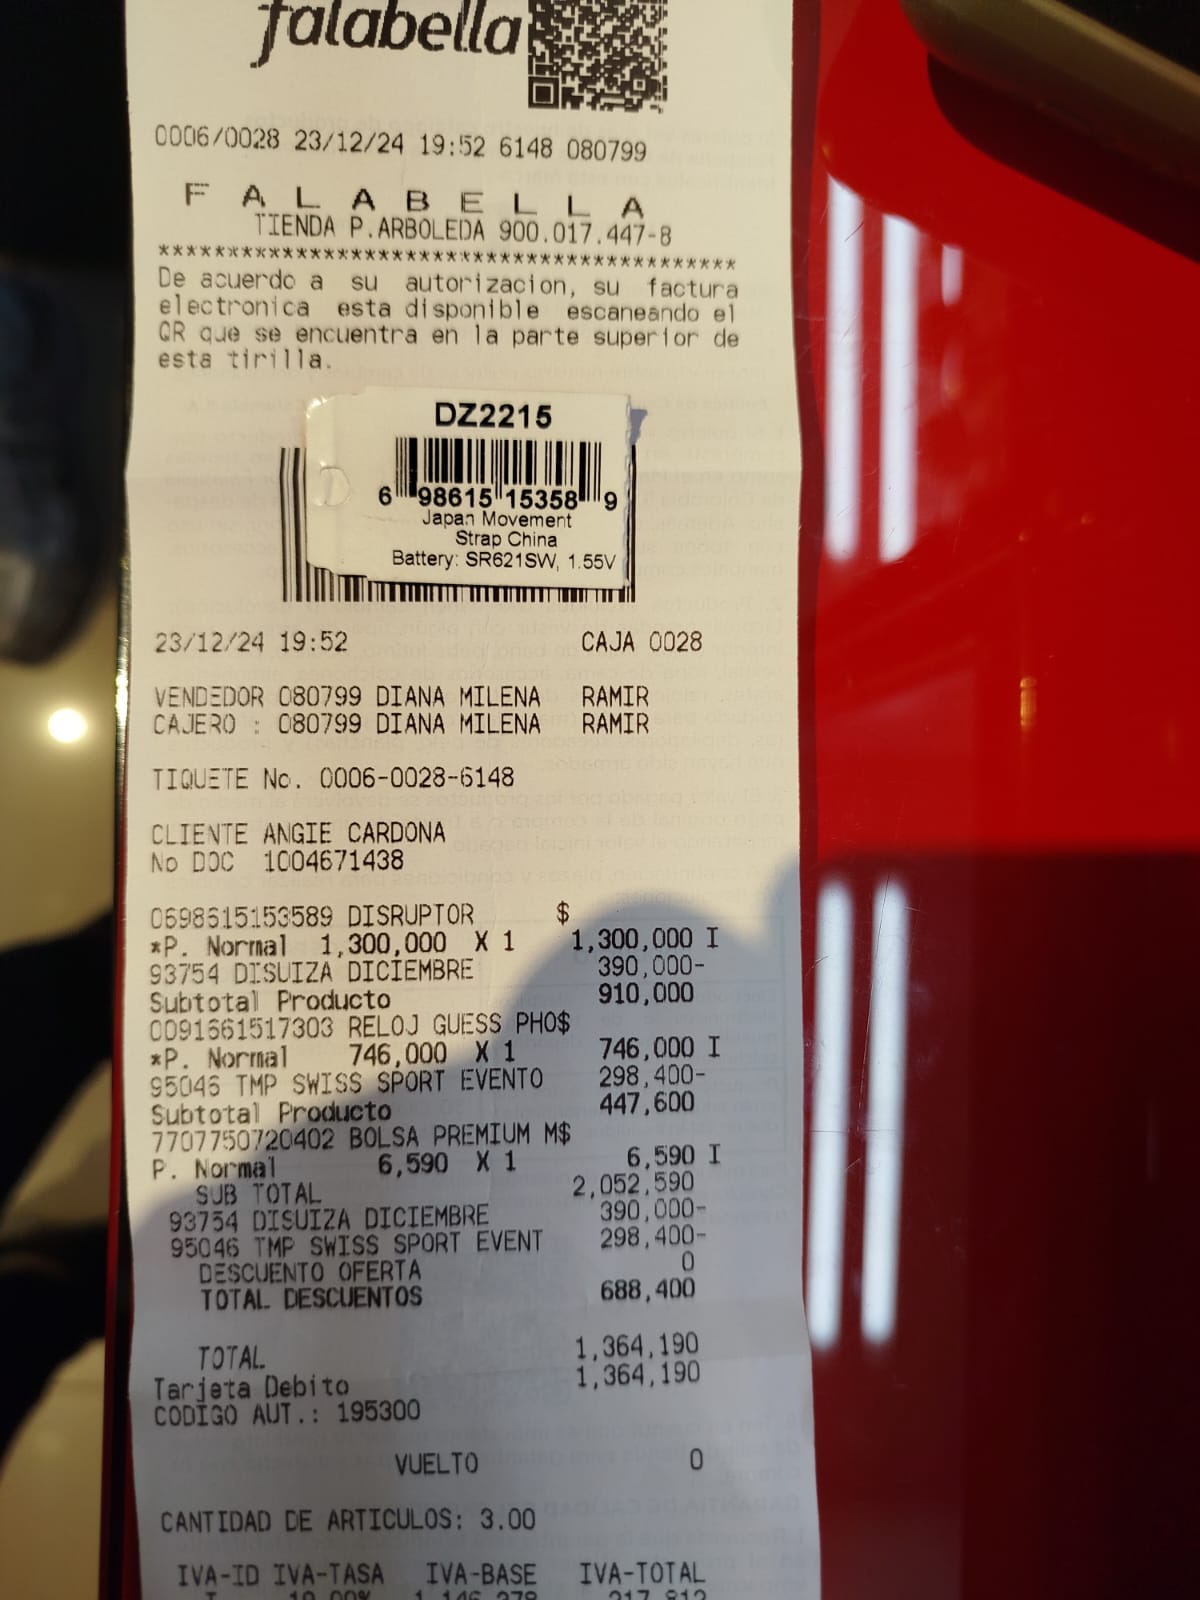 falabella
0006/0028 23/12/24 19:52 6148 080799
F A L A B E L L A
TIENDA P.ARBOLEDA 900.017.447-8
********************************************
De acuerdo a su autorizacion, su factura
electronica esta disponible escaneando el
QR que se encuentra en la parte superior de
esta tirilla.
DZ2215
6 98615 15358 9
Japan Movement
Strap China
Battery: SR621SW, 1.55V
23/12/24 19:52 CAJA 0028
VENDEDOR 080799 DIANA MILENA RAMIR
CAJERO : 080799 DIANA MILENA RAMIR
TIQUETE No. 0006-0028-6148
CLIENTE ANGIE CARDONA
No DOC 1004671438
0698615153589 DISRUPTOR $
*P. Normal 1,300,000 X 1 1,300,000 I
93754 DISUIZA DICIEMBRE 390,000-
Subtotal Producto 910,000
0091661517303 RELOJ GUESS PHO$
*P. Normal 746,000 X 1 746,000 I
95046 TMP SWISS SPORT EVENTO 298,400-
Subtotal Producto 447,600
7707750720402 BOLSA PREMIUM M$
P. Normal 6,590 X 1 6,590 I
SUB TOTAL 2,052,590
93754 DISUIZA DICIEMBRE 390,000-
95046 TMP SWISS SPORT EVENT 298,400-
DESCUENTO OFERTA 0
TOTAL DESCUENTOS 688,400
TOTAL 1,364,190
Tarjeta Debito 1,364,190
CODIGO AUT.: 195300
VUELTO 0
CANTIDAD DE ARTICULOS: 3.00
IVA-ID IVA-TASA IVA-BASE IVA-TOTAL